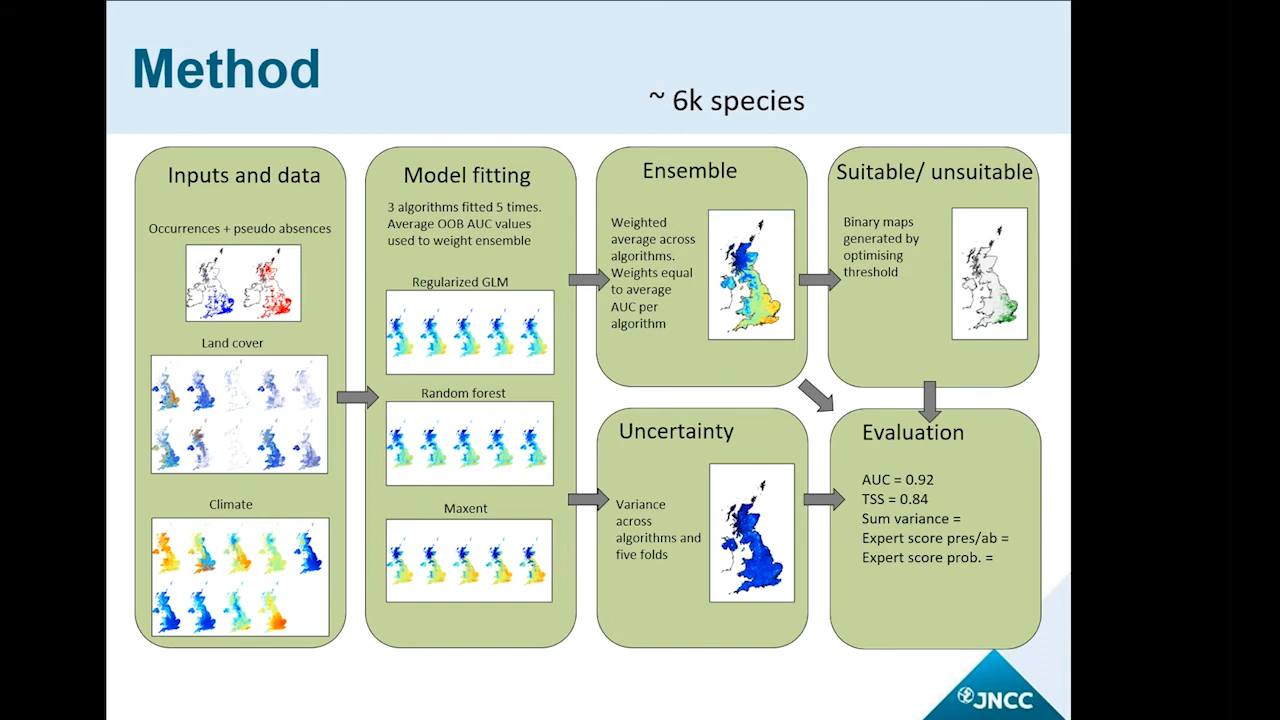 Method
~ 6k species
Inputs and data
Occurrences + pseudo absences
Land cover
Climate
Model fitting
3 algorithms fitted 5 times.
Average OOB AUC values
used to weight ensemble
Regularized GLM
Random forest
Maxent
Ensemble
Weighted
average across
algorithms.
Weights equal
to average
AUC per
algorithm
Suitable/ unsuitable
Binary maps
generated by
optimising
threshold
Uncertainty
Variance
across
algorithms and
five folds
Evaluation
AUC = 0.92
TSS = 0.84
Sum variance =
Expert score pres/ab =
Expert score prob. =
JNCC